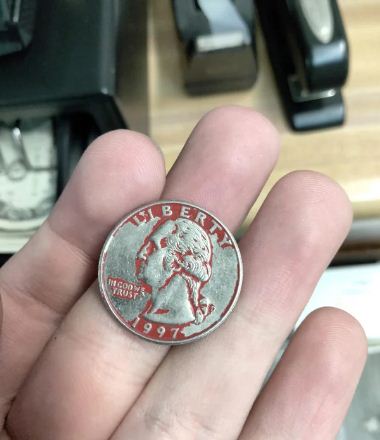 LIBERTY
IN GOD WE
TRUST
1997